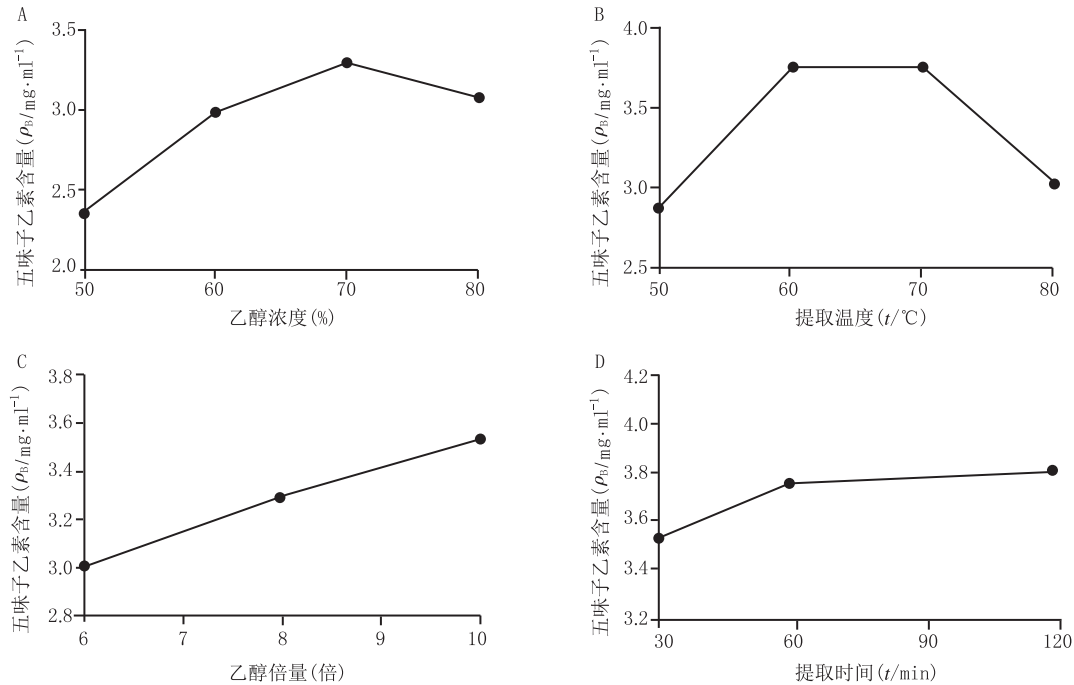 A
五味子乙素含量(ρB/mg·ml⁻¹)
3.5
3.0
2.5
2.0
50 60 70 80
乙醇浓度(%)
B
五味子乙素含量(ρB/mg·ml⁻¹)
4.0
3.5
3.0
2.5
50 60 70 80
提取温度(t/℃)
C
五味子乙素含量(ρB/mg·ml⁻¹)
3.8
3.6
3.4
3.2
3.0
2.8
6 7 8 9 10
乙醇倍量(倍)
D
五味子乙素含量(ρB/mg·ml⁻¹)
4.2
4.0
3.8
3.6
3.4
3.2
30 60 90 120
提取时间(t/min)